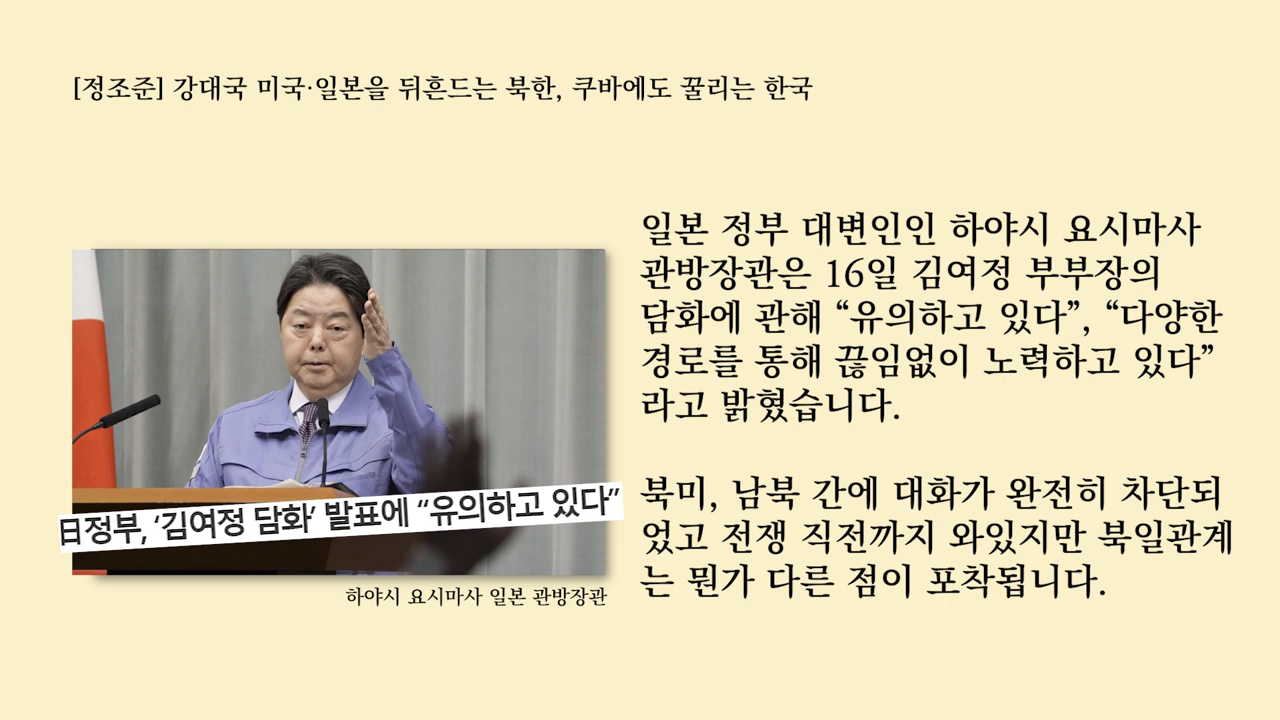 [정조준] 강대국 미국·일본을 뒤흔드는 북한, 쿠바에도 꿀리는 한국
일본 정부 대변인인 하야시 요시마사
관방장관은 16일 김여정 부부장의
담화에 관해 “유의하고 있다”, “다양한
경로를 통해 끊임없이 노력하고 있다”
라고 밝혔습니다.
북미, 남북 간에 대화가 완전히 차단되
었고 전쟁 직전까지 와있지만 북일관계
는 뭔가 다른 점이 포착됩니다.
日정부, ‘김여정 담화’ 발표에 “유의하고 있다”
하야시 요시마사 일본 관방장관